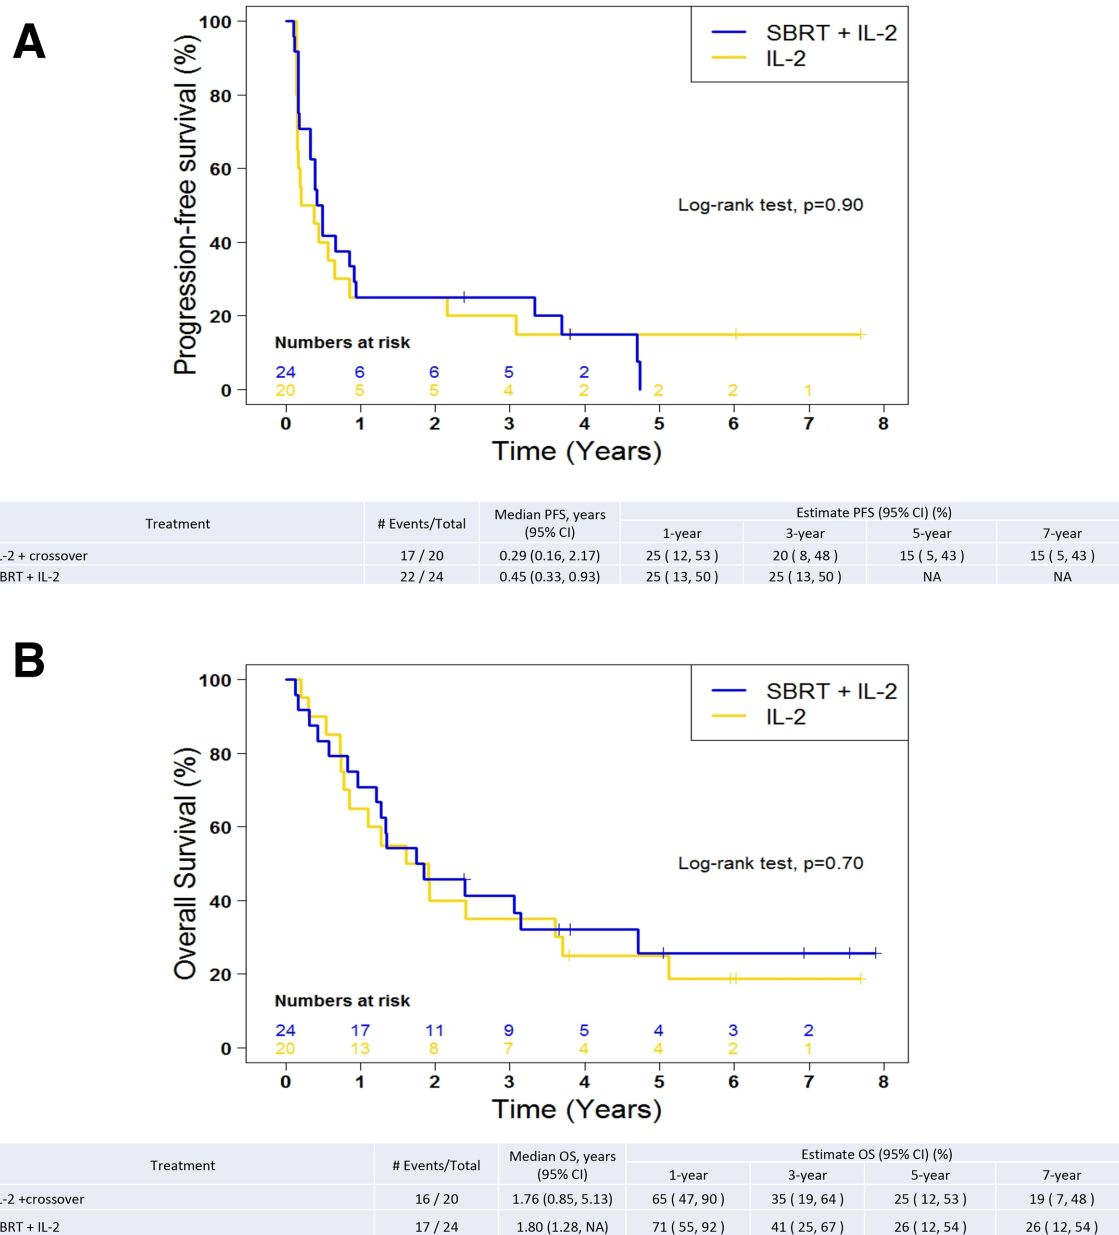 A
SBRT + IL-2
IL-2
Progression-free survival (%)
100
80
60
40
20
0
Log-rank test, p=0.90
Numbers at risk
24 6 6 5 2
20 5 5 4 2 2 2 1
0 1 2 3 4 5 6 7 8
Time (Years)
Treatment # Events/Total Median PFS, years (95% CI) Estimate PFS (95% CI) (%)
1-year 3-year 5-year 7-year
L-2 + crossover 17 / 20 0.29 (0.16, 2.17) 25 ( 12, 53 ) 20 ( 8, 48 ) 15 ( 5, 43 ) 15 ( 5, 43 )
BRT + IL-2 22 / 24 0.45 (0.33, 0.93) 25 ( 13, 50 ) 25 ( 13, 50 ) NA NA
B
SBRT + IL-2
IL-2
Overall Survival (%)
100
80
60
40
20
0
Log-rank test, p=0.70
Numbers at risk
24 17 11 9 5 4 3 2
20 13 8 7 4 4 2 1
0 1 2 3 4 5 6 7 8
Time (Years)
Treatment # Events/Total Median OS, years (95% CI) Estimate OS (95% CI) (%)
1-year 3-year 5-year 7-year
L-2 +crossover 16 / 20 1.76 (0.85, 5.13) 65 ( 47, 90 ) 35 ( 19, 64 ) 25 ( 12, 53 ) 19 ( 7, 48 )
BRT + IL-2 17 / 24 1.80 (1.28, NA) 71 ( 55, 92 ) 41 ( 25, 67 ) 26 ( 12, 54 ) 26 ( 12, 54 )